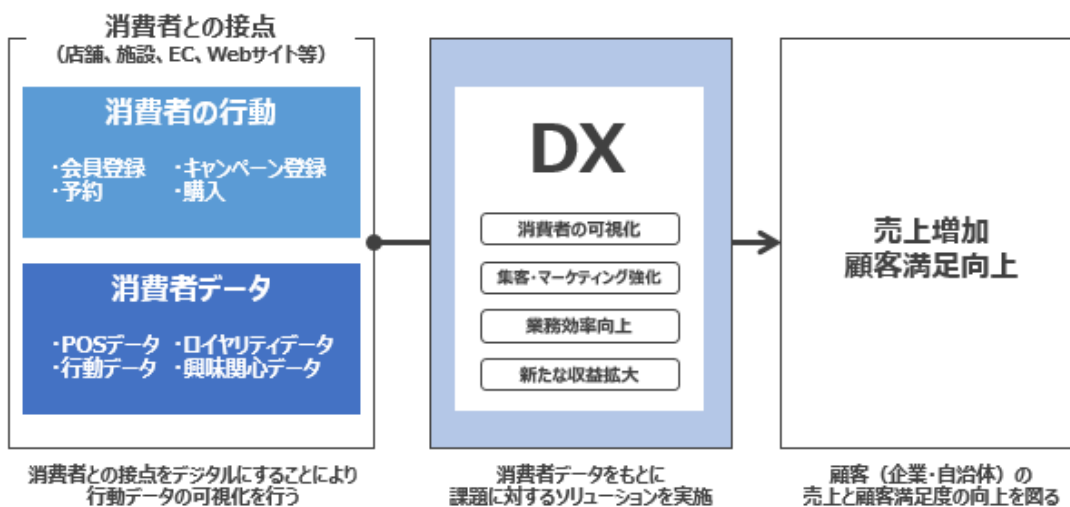 消費者との接点
（店舗、施設、EC、Webサイト等）
消費者の行動
・会員登録 ・キャンペーン登録
・予約 ・購入
消費者データ
・POSデータ ・ロイヤリティデータ
・行動データ ・興味関心データ
消費者との接点をデジタルにすることにより
行動データの可視化を行う
DX
消費者の可視化
集客・マーケティング強化
業務効率向上
新たな収益拡大
消費者データをもとに
課題に対するソリューションを実施
売上増加
顧客満足向上
顧客（企業・自治体）の
売上と顧客満足度の向上を図る